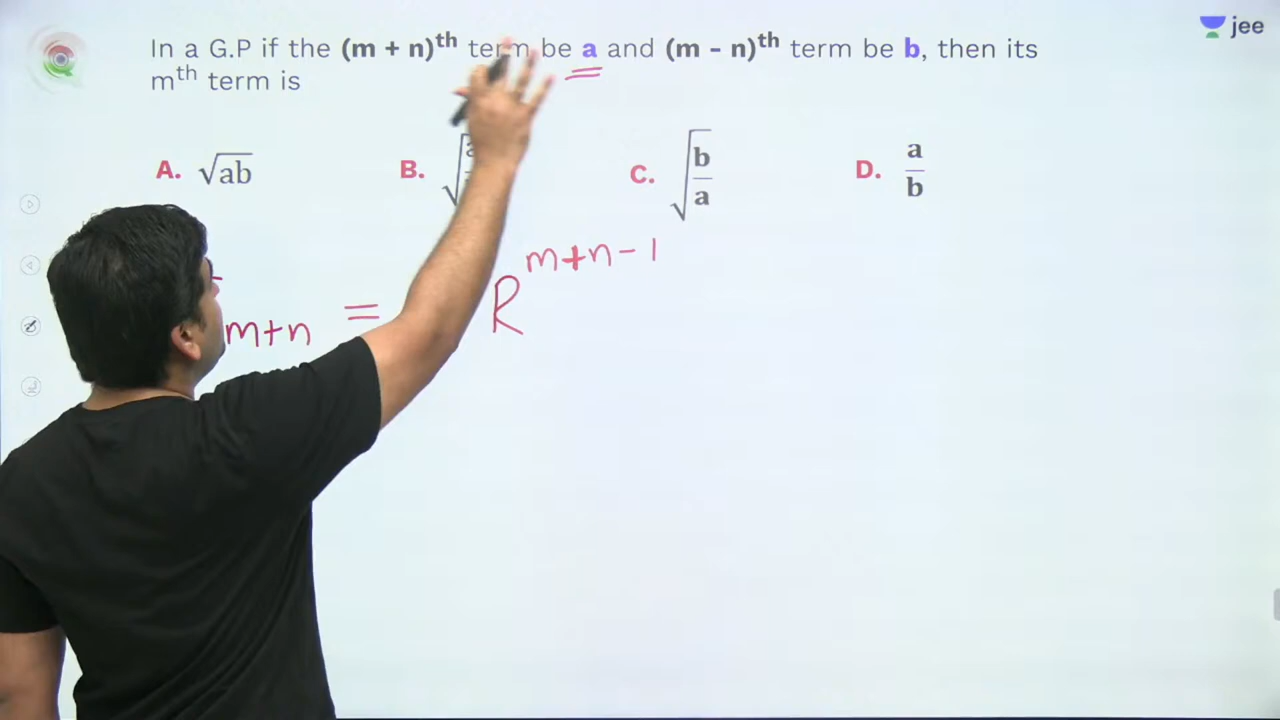 jee
In a G.P if the (m + n)th term be a and (m - n)th term be b, then its
mth term is
A. √ab
B.
C. √b/a
D. a/b
m+n = R^m+n-1